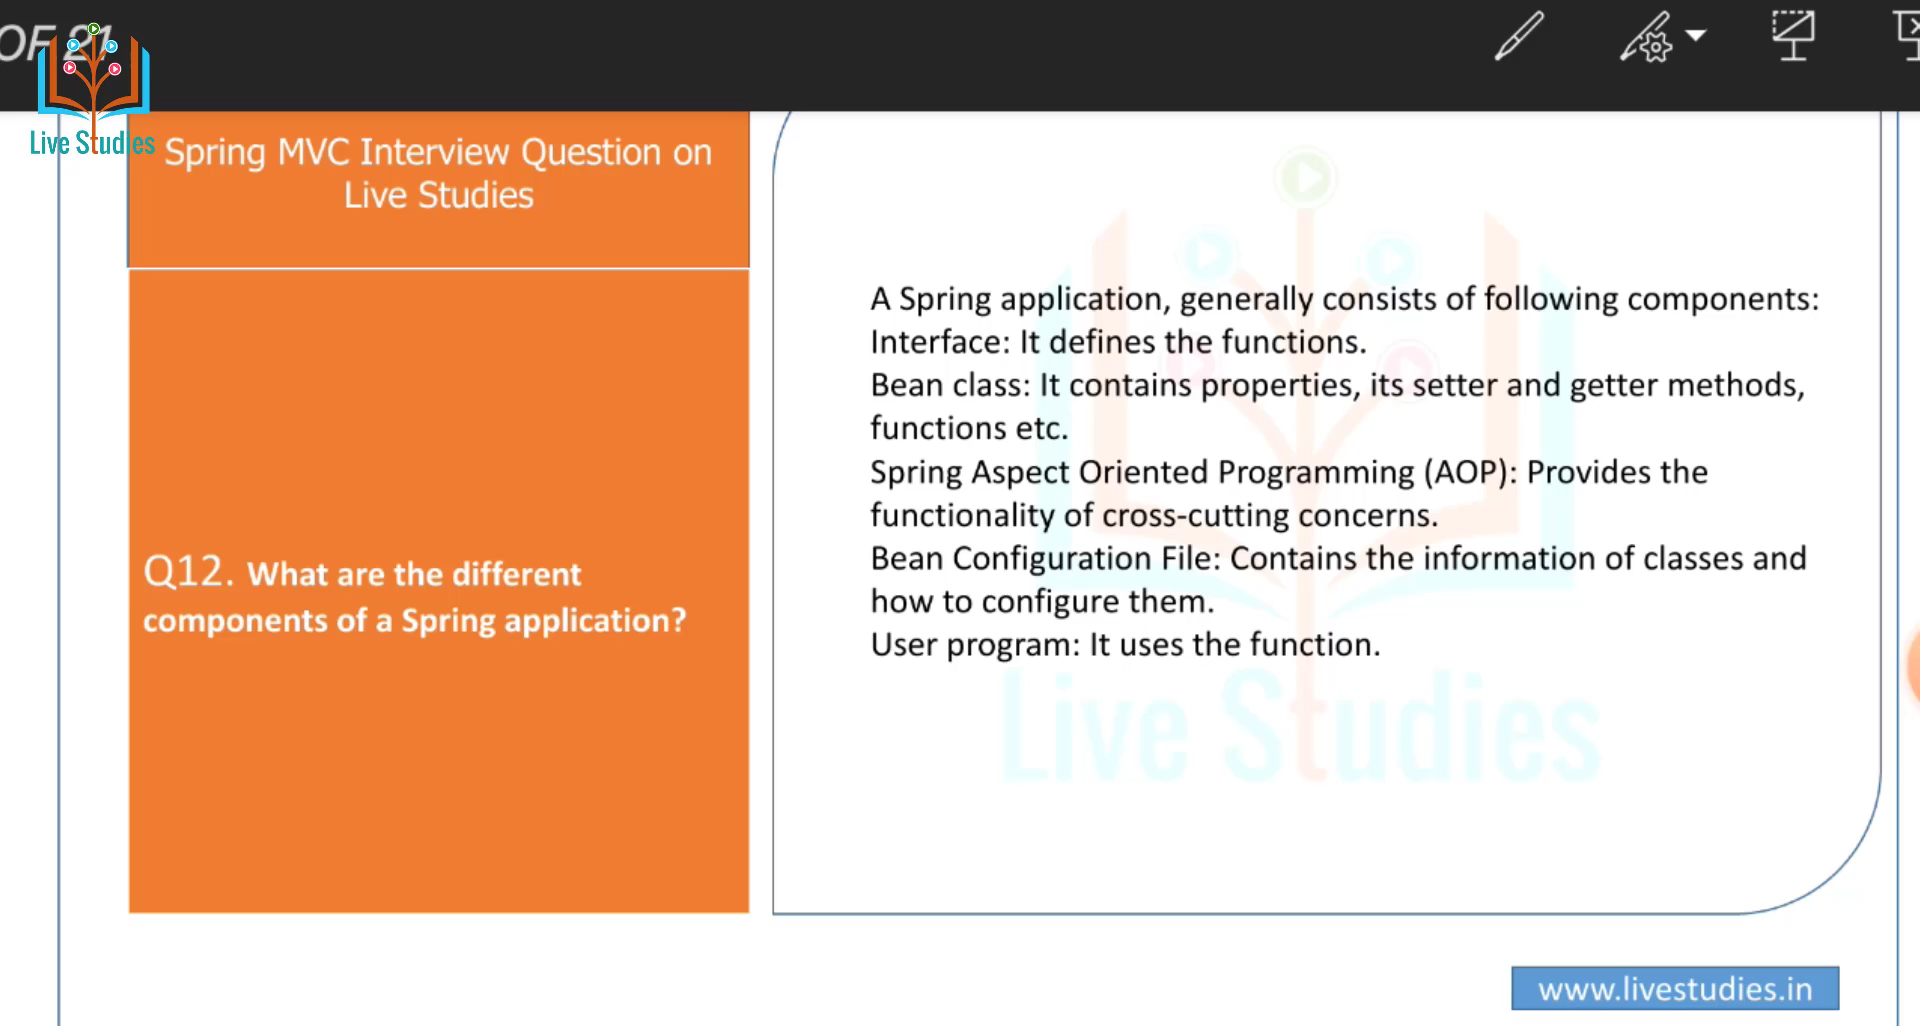 OF 21
Live Studies
Spring MVC Interview Question on
Live Studies
Q12. What are the different
components of a Spring application?
A Spring application, generally consists of following components:
Interface: It defines the functions.
Bean class: It contains properties, its setter and getter methods,
functions etc.
Spring Aspect Oriented Programming (AOP): Provides the
functionality of cross-cutting concerns.
Bean Configuration File: Contains the information of classes and
how to configure them.
User program: It uses the function.
Live Studies
www.livestudies.in